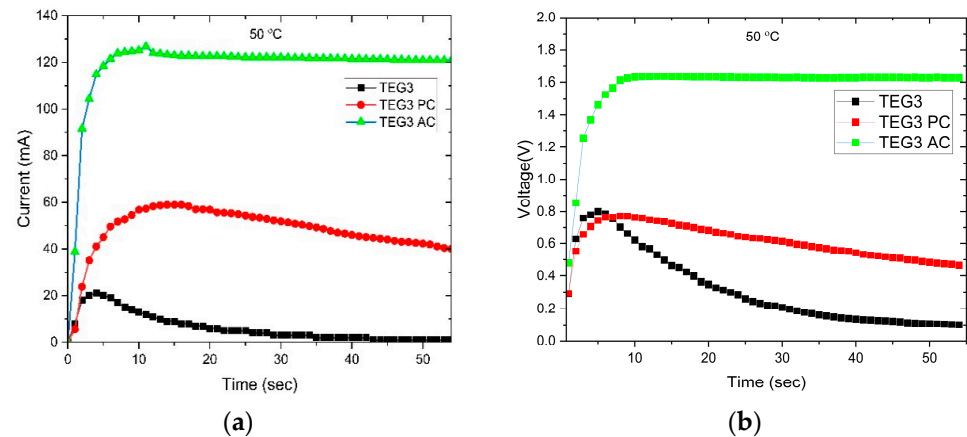 50 ºC
140
120
100
80
60
40
20
0
Current (mA)
TEG3
TEG3 PC
TEG3 AC
0 10 20 30 40 50
Time (sec)
(a)
50 ºC
2.0
1.8
1.6
1.4
1.2
1.0
0.8
0.6
0.4
0.2
0.0
Voltage(V)
TEG3
TEG3 PC
TEG3 AC
10 20 30 40 50
Time (sec)
(b)